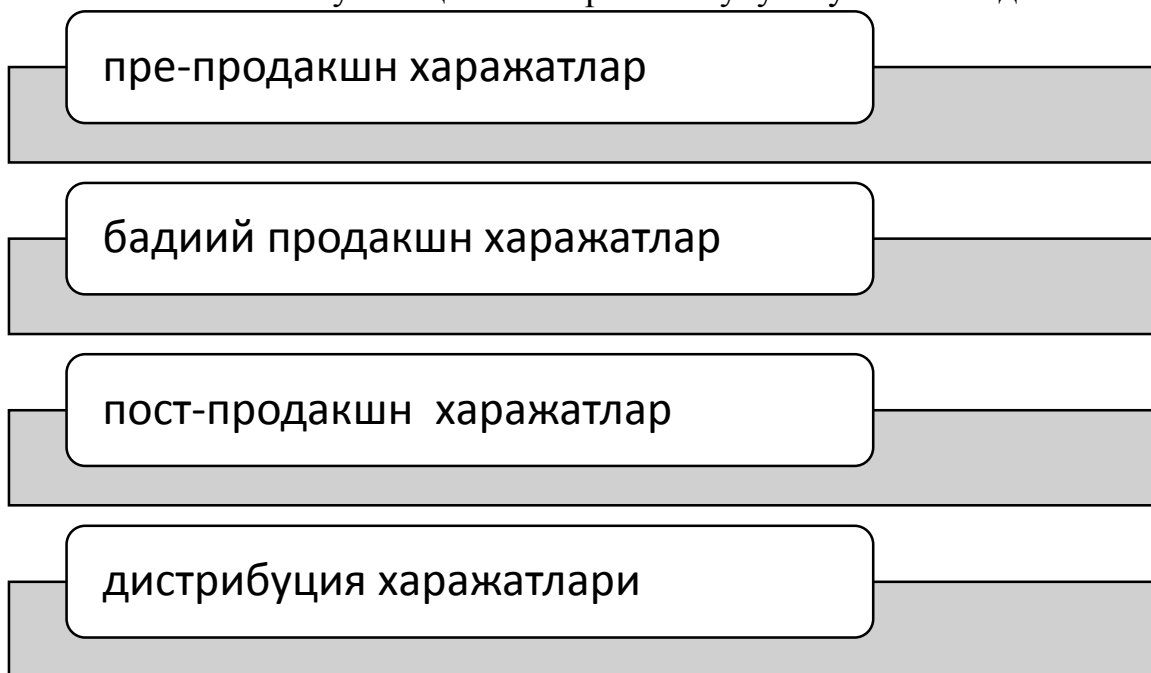 пре-продакшн харажатлар
бадиий продакшн харажатлар
пост-продакшн харажатлар
дистрибуция харажатлари